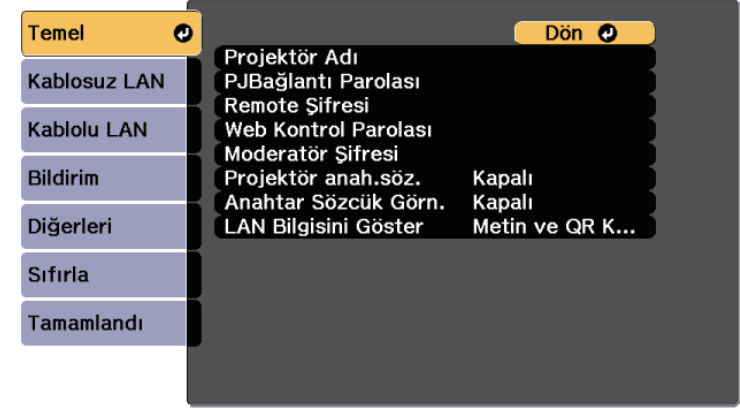 Temel
Kablosuz LAN
Kablolu LAN
Bildirim
Diğerleri
Sıfırla
Tamamlandı
Dön
Projektör Adı
PJBağlantı Parolası
Remote Şifresi
Web Kontrol Parolası
Moderatör Şifresi
Projektör anah.söz. Kapalı
Anahtar Sözcük Görn. Kapalı
LAN Bilgisini Göster Metin ve QR K...